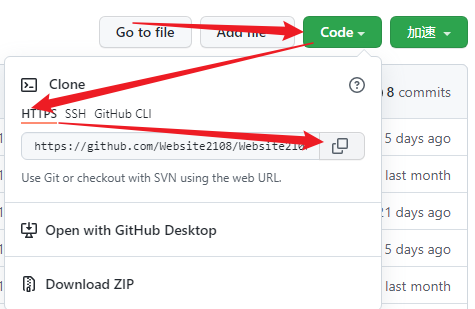 Go to file
Add file
Code
加速
Clone
8 commits
HTTPS SSH GitHub CLI
https://github.com/Website2108/Website210
5 days ago
Use Git or checkout with SVN using the web URL.
last month
21 days ago
Open with GitHub Desktop
5 days ago
Download ZIP
last month